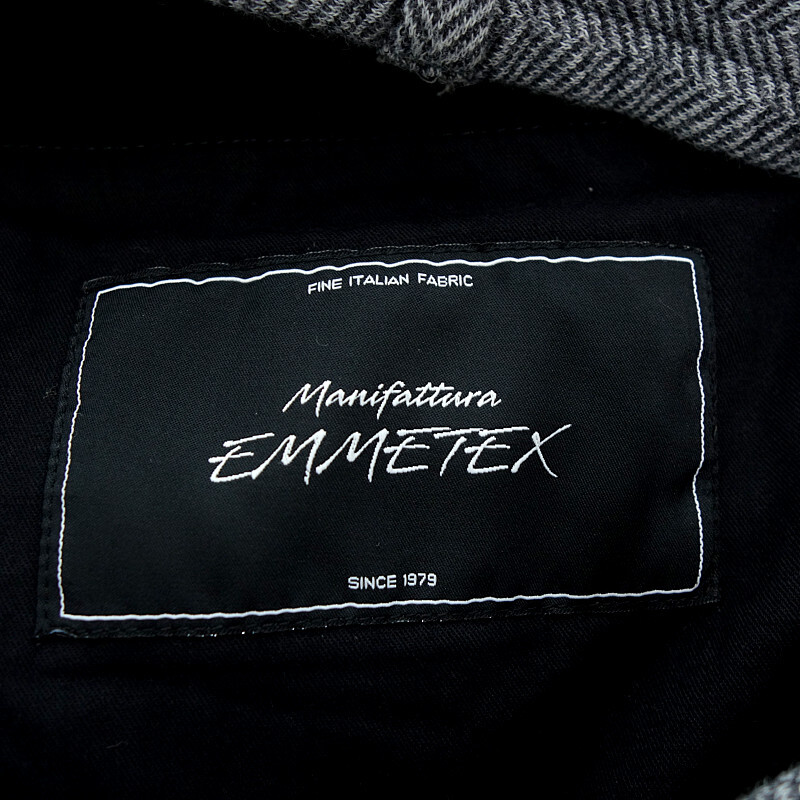 FINE ITALIAN FABRIC
Manifattura
EMMETEX
SINCE 1979